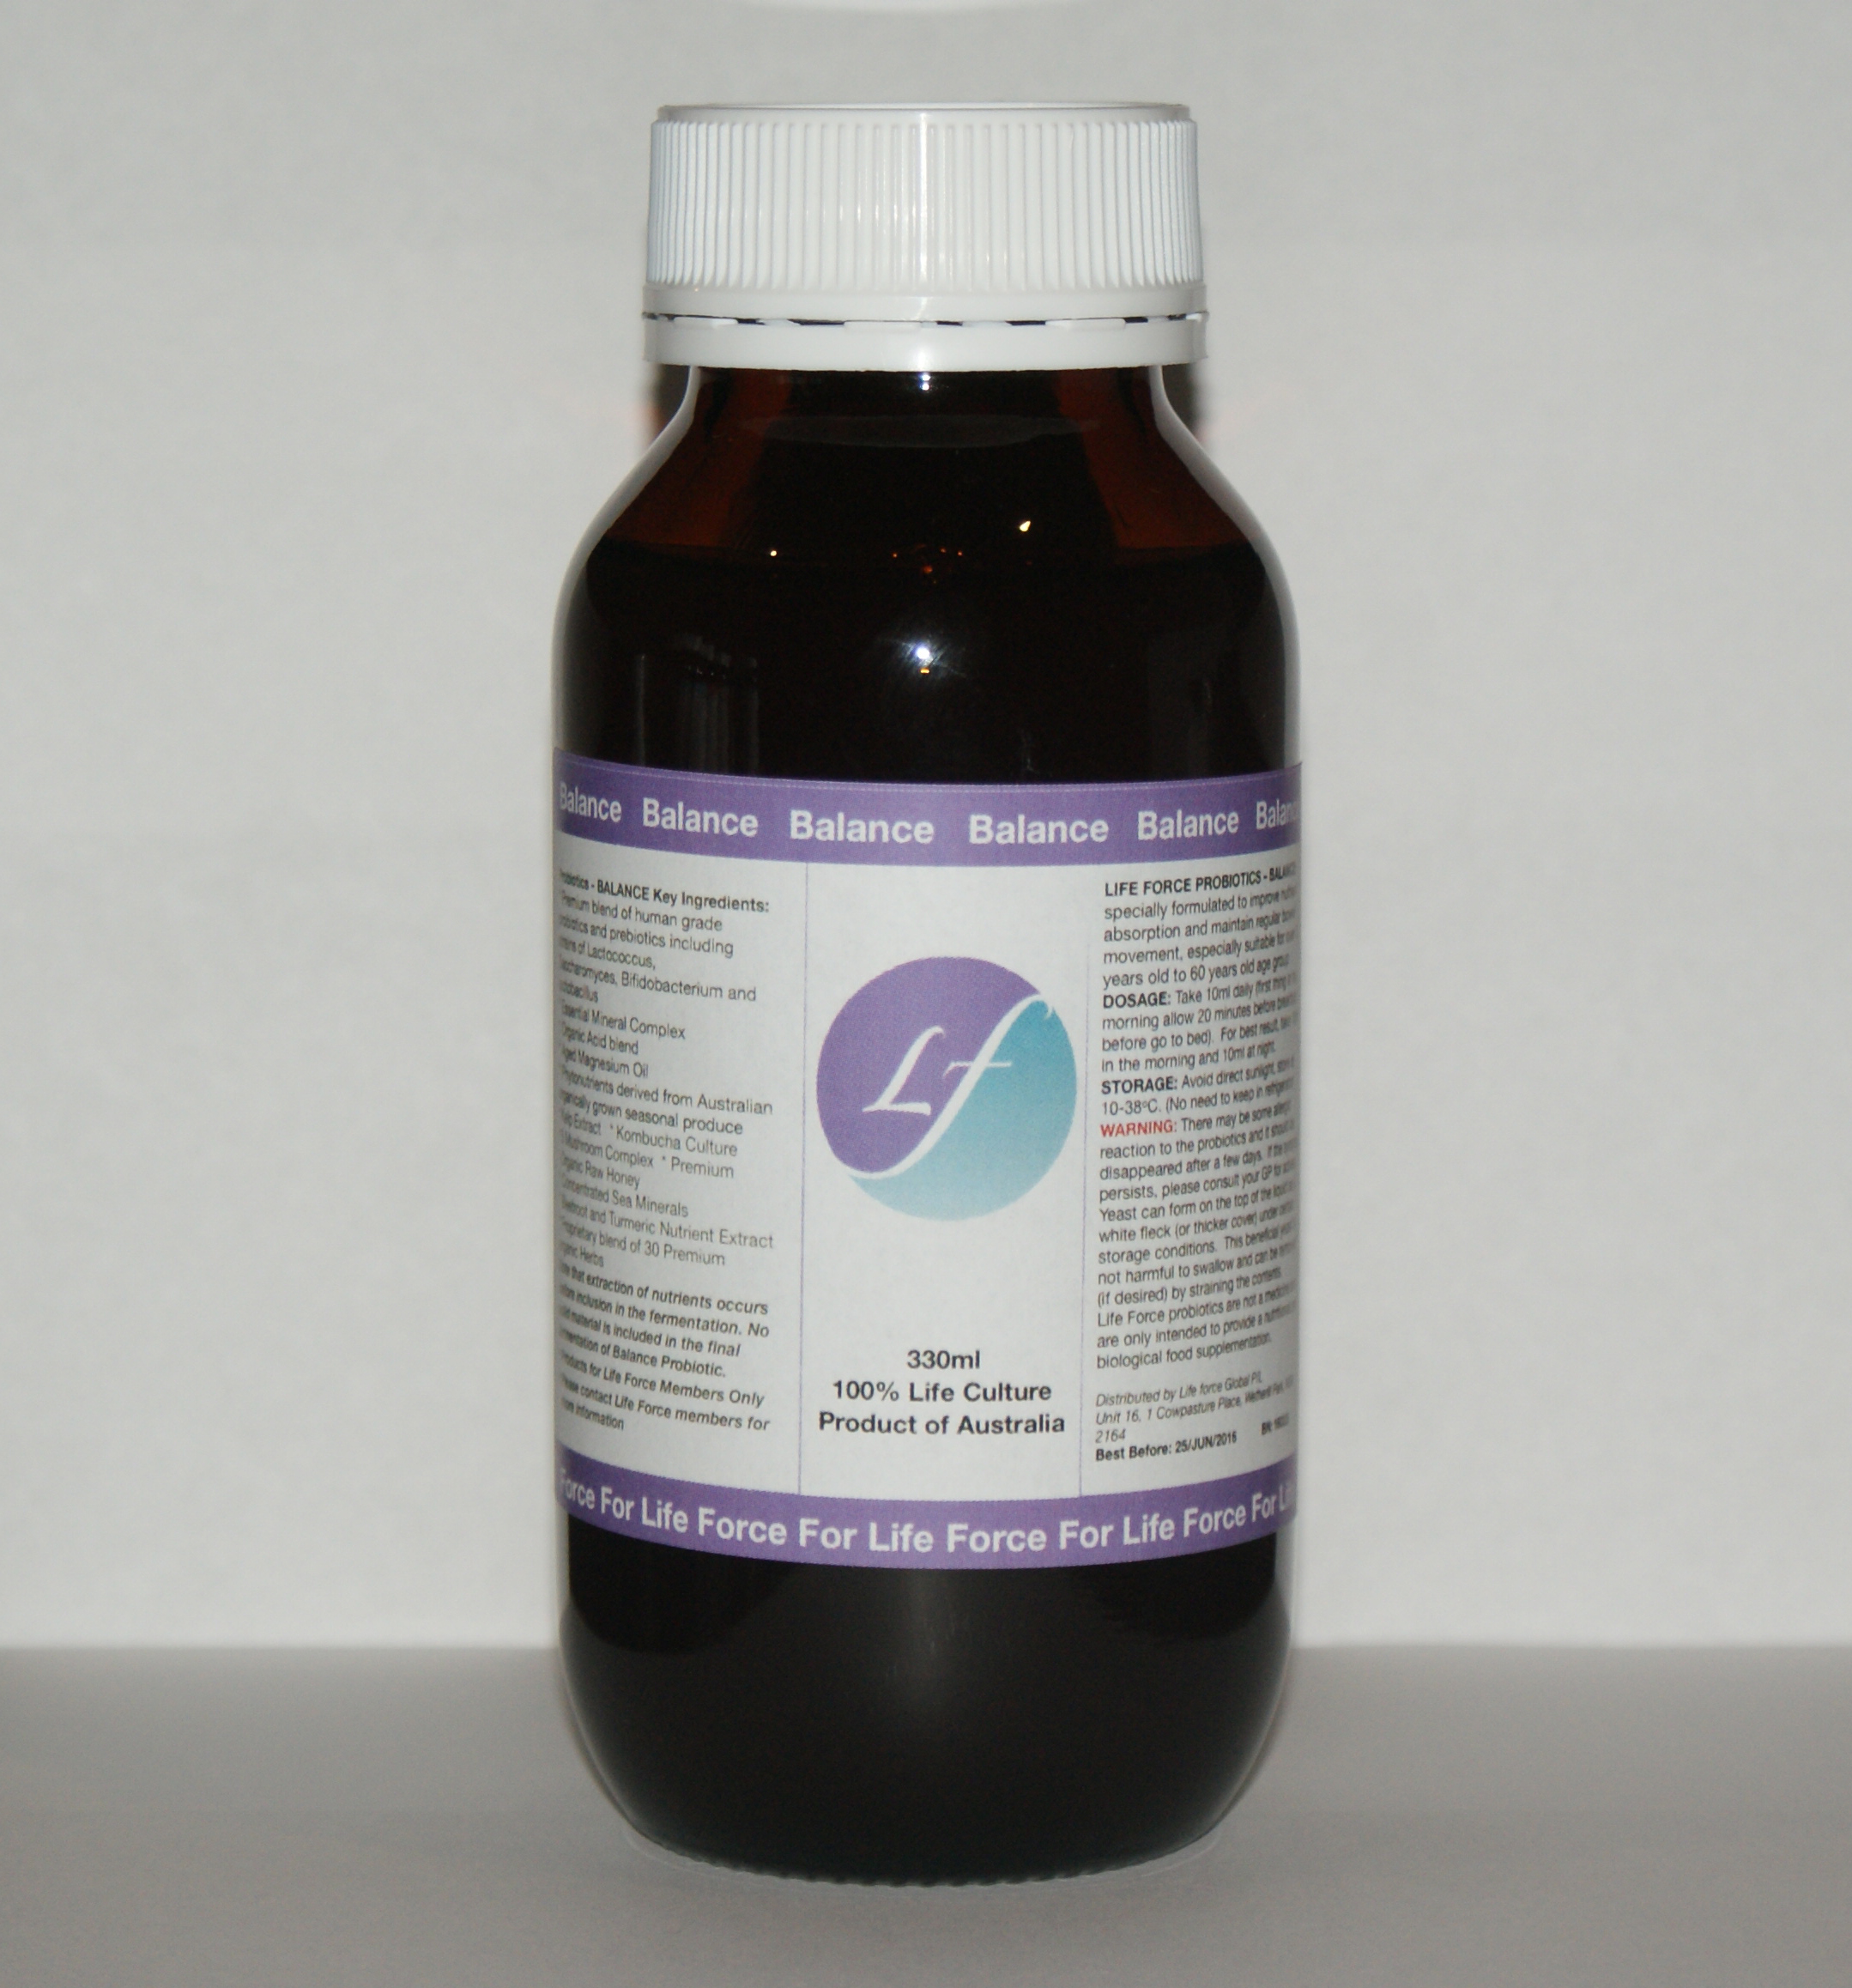 Balance Balance Balance Balance Balance
- BALANCE Key Ingredients:
Premium blend of human grade
and prebiotics including
of Lactococcus,
Bifidobacterium and
Essential Mineral Complex
Organic Acid blend
Magnesium Oil
Phytonutrients derived from Australian
grown seasonal produce
Extract * Kombucha Culture
Mushroom Complex * Premium
Organic Raw Honey
Concentrated Sea Minerals
and Turmeric Nutrient Extract
Proprietary blend of 30 Premium
Herbs
that extraction of nutrients occurs
inclusion in the fermentation. No
material is included in the final
of Balance Probiotic.
for Life Force Members Only
contact Life Force members for
information
Lf
330ml
100% Life Culture
Product of Australia
LIFE FORCE PROBIOTICS -
specially formulated to improve
absorption and maintain regular
movement, especially suitable for
years old to 60 years old age group
DOSAGE: Take 10ml daily (first thing
morning allow 20 minutes before
before go to bed). For best result,
in the morning and 10ml at night.
STORAGE: Avoid direct sunlight,
10-38°C. (No need to keep in
WARNING: There may be some
reaction to the probiotics and it
disappeared after a few days. If the
persists, please consult your GP for
Yeast can form on the top of the liquid
white fleck (or thicker cover) under
storage conditions. This beneficial
not harmful to swallow and can be
(if desired) by straining the contents.
Life Force probiotics are not a
are only intended to provide a
biological food supplementation.
Distributed by Life force Global P/L
Unit 16, 1 Cowpasture Place,
2164
Best Before: 25/JUN/2016
Force For Life Force For Life Force For Life Force For